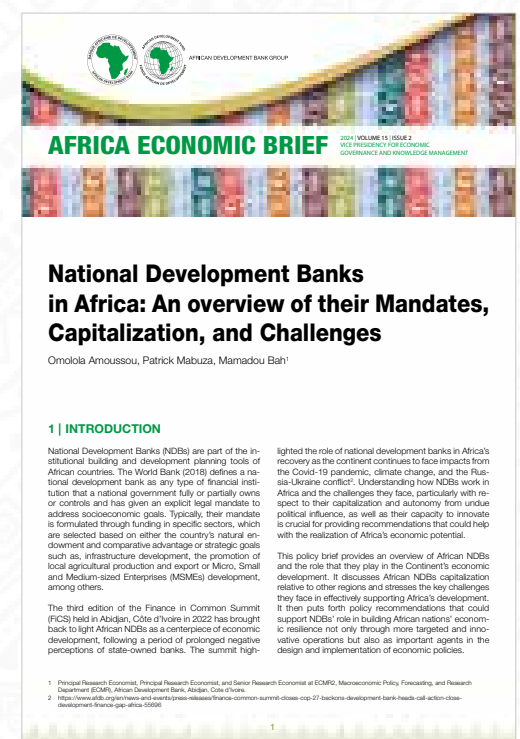 AFRICAN DEVELOPMENT BANK GROUP
AFRICA ECONOMIC BRIEF
2024 | VOLUME 15 | ISSUE 2
VICE PRESIDENCY FOR ECONOMIC
GOVERNANCE AND KNOWLEDGE MANAGEMENT
National Development Banks
in Africa: An overview of their Mandates,
Capitalization, and Challenges
Omolola Amoussou, Patrick Mabuza, Mamadou Bah¹
1 | INTRODUCTION
National Development Banks (NDBs) are part of the in-
stitutional building and development planning tools of
African countries. The World Bank (2018) defines a na-
tional development bank as any type of financial insti-
tution that a national government fully or partially owns
or controls and has given an explicit legal mandate to
address socioeconomic goals. Typically, their mandate
is formulated through funding in specific sectors, which
are selected based on either the country's natural en-
dowment and comparative advantage or strategic goals
such as, infrastructure development, the promotion of
local agricultural production and export or Micro, Small
and Medium-sized Enterprises (MSMEs) development,
among others.
The third edition of the Finance in Common Summit
(FiCS) held in Abidjan, Côte d'Ivoire in 2022 has brought
back to light African NDBs as a centerpiece of economic
development, following a period of prolonged negative
perceptions of state-owned banks. The summit high-
lighted the role of national development banks in Africa's
recovery as the continent continues to face impacts from
the Covid-19 pandemic, climate change, and the Rus-
sia-Ukraine conflict². Understanding how NDBs work in
Africa and the challenges they face, particularly with re-
spect to their capitalization and autonomy from undue
political influence, as well as their capacity to innovate
is crucial for providing recommendations that could help
with the realization of Africa's economic potential.
This policy brief provides an overview of African NDBs
and the role that they play in the Continent's economic
development. It discusses African NDBs capitalization
relative to other regions and stresses the key challenges
they face in effectively supporting Africa's development.
It then puts forth policy recommendations that could
support NDBs' role in building African nations' econom-
ic resilience not only through more targeted and inno-
vative operations but also as important agents in the
design and implementation of economic policies.
1 Principal Research Economist, Principal Research Economist, and Senior Research Economist at ECMR2, Macroeconomic Policy, Forecasting, and Research
Department (ECMR), African Development Bank, Abidjan, Cote d'Ivoire.
2 https://www.afdb.org/en/news-and-events/press-releases/finance-common-summit-closes-cop-27-beckons-development-bank-heads-call-action-close-
development-finance-gap-africa-55696
1